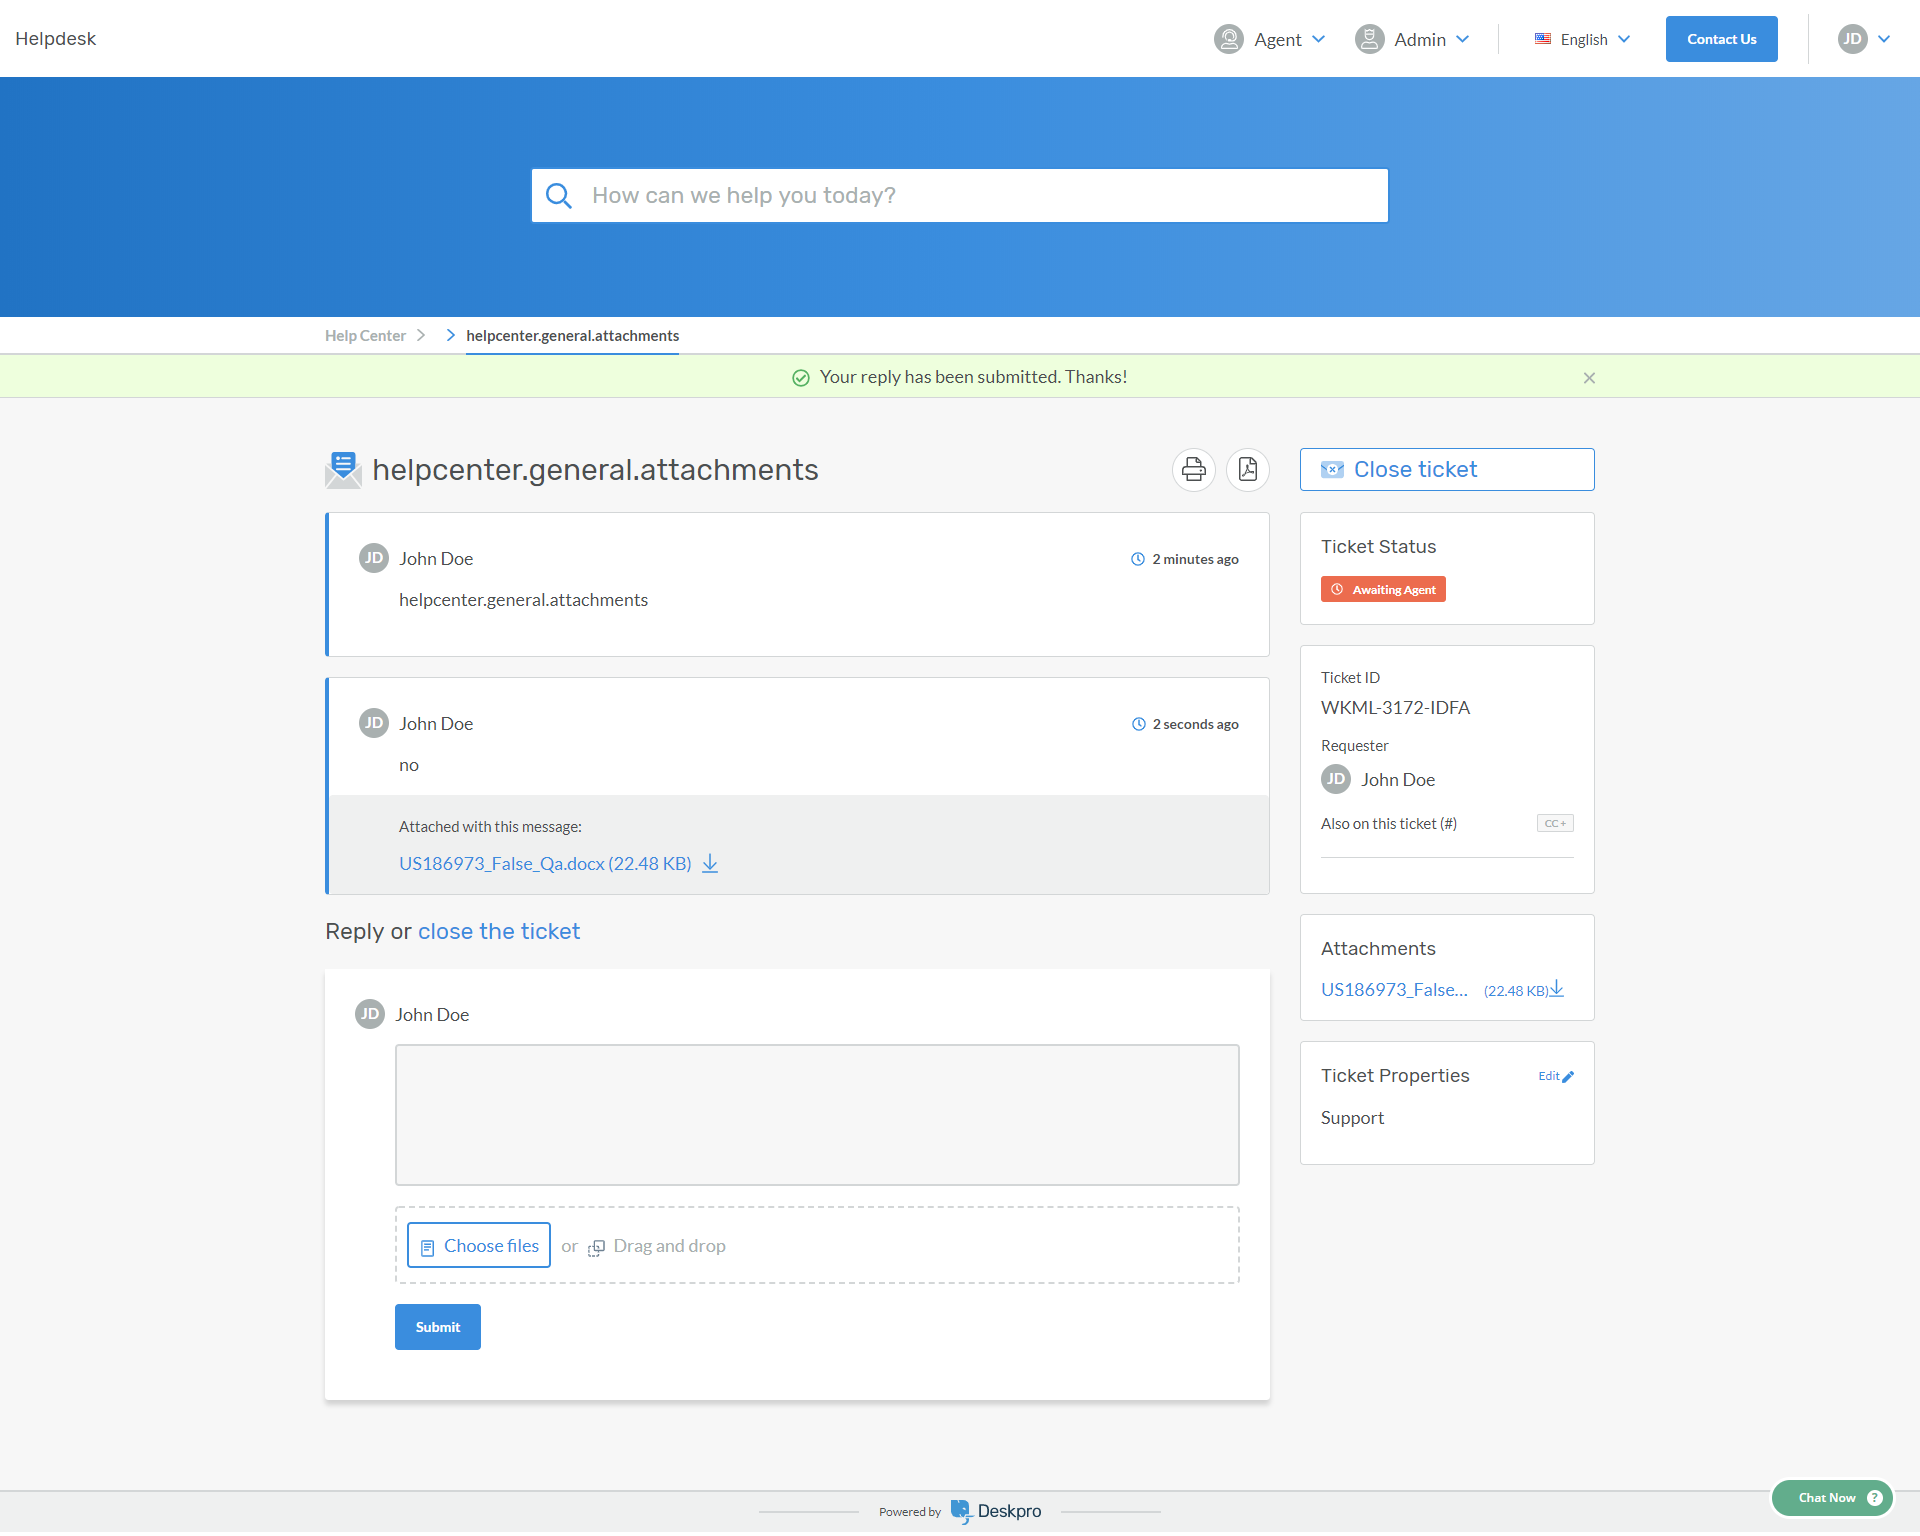 Helpdesk
Agent
Admin
English
Contact Us
JD
How can we help you today?
Help Center
helpcenter.general.attachments
Your reply has been submitted. Thanks!
helpcenter.general.attachments
Close ticket
JD John Doe
2 minutes ago
helpcenter.general.attachments
JD John Doe
2 seconds ago
no
Attached with this message:
US186973_False_Qa.docx (22.48 KB)
Reply or close the ticket
JD John Doe
Choose files or Drag and drop
Submit
Ticket Status
Awaiting Agent
Ticket ID
WKML-3172-IDFA
Requester
JD John Doe
Also on this ticket (#)
CC +
Attachments
US186973_False... (22.48 KB)
Ticket Properties
Edit
Support
Powered by Deskpro
Chat Now ?